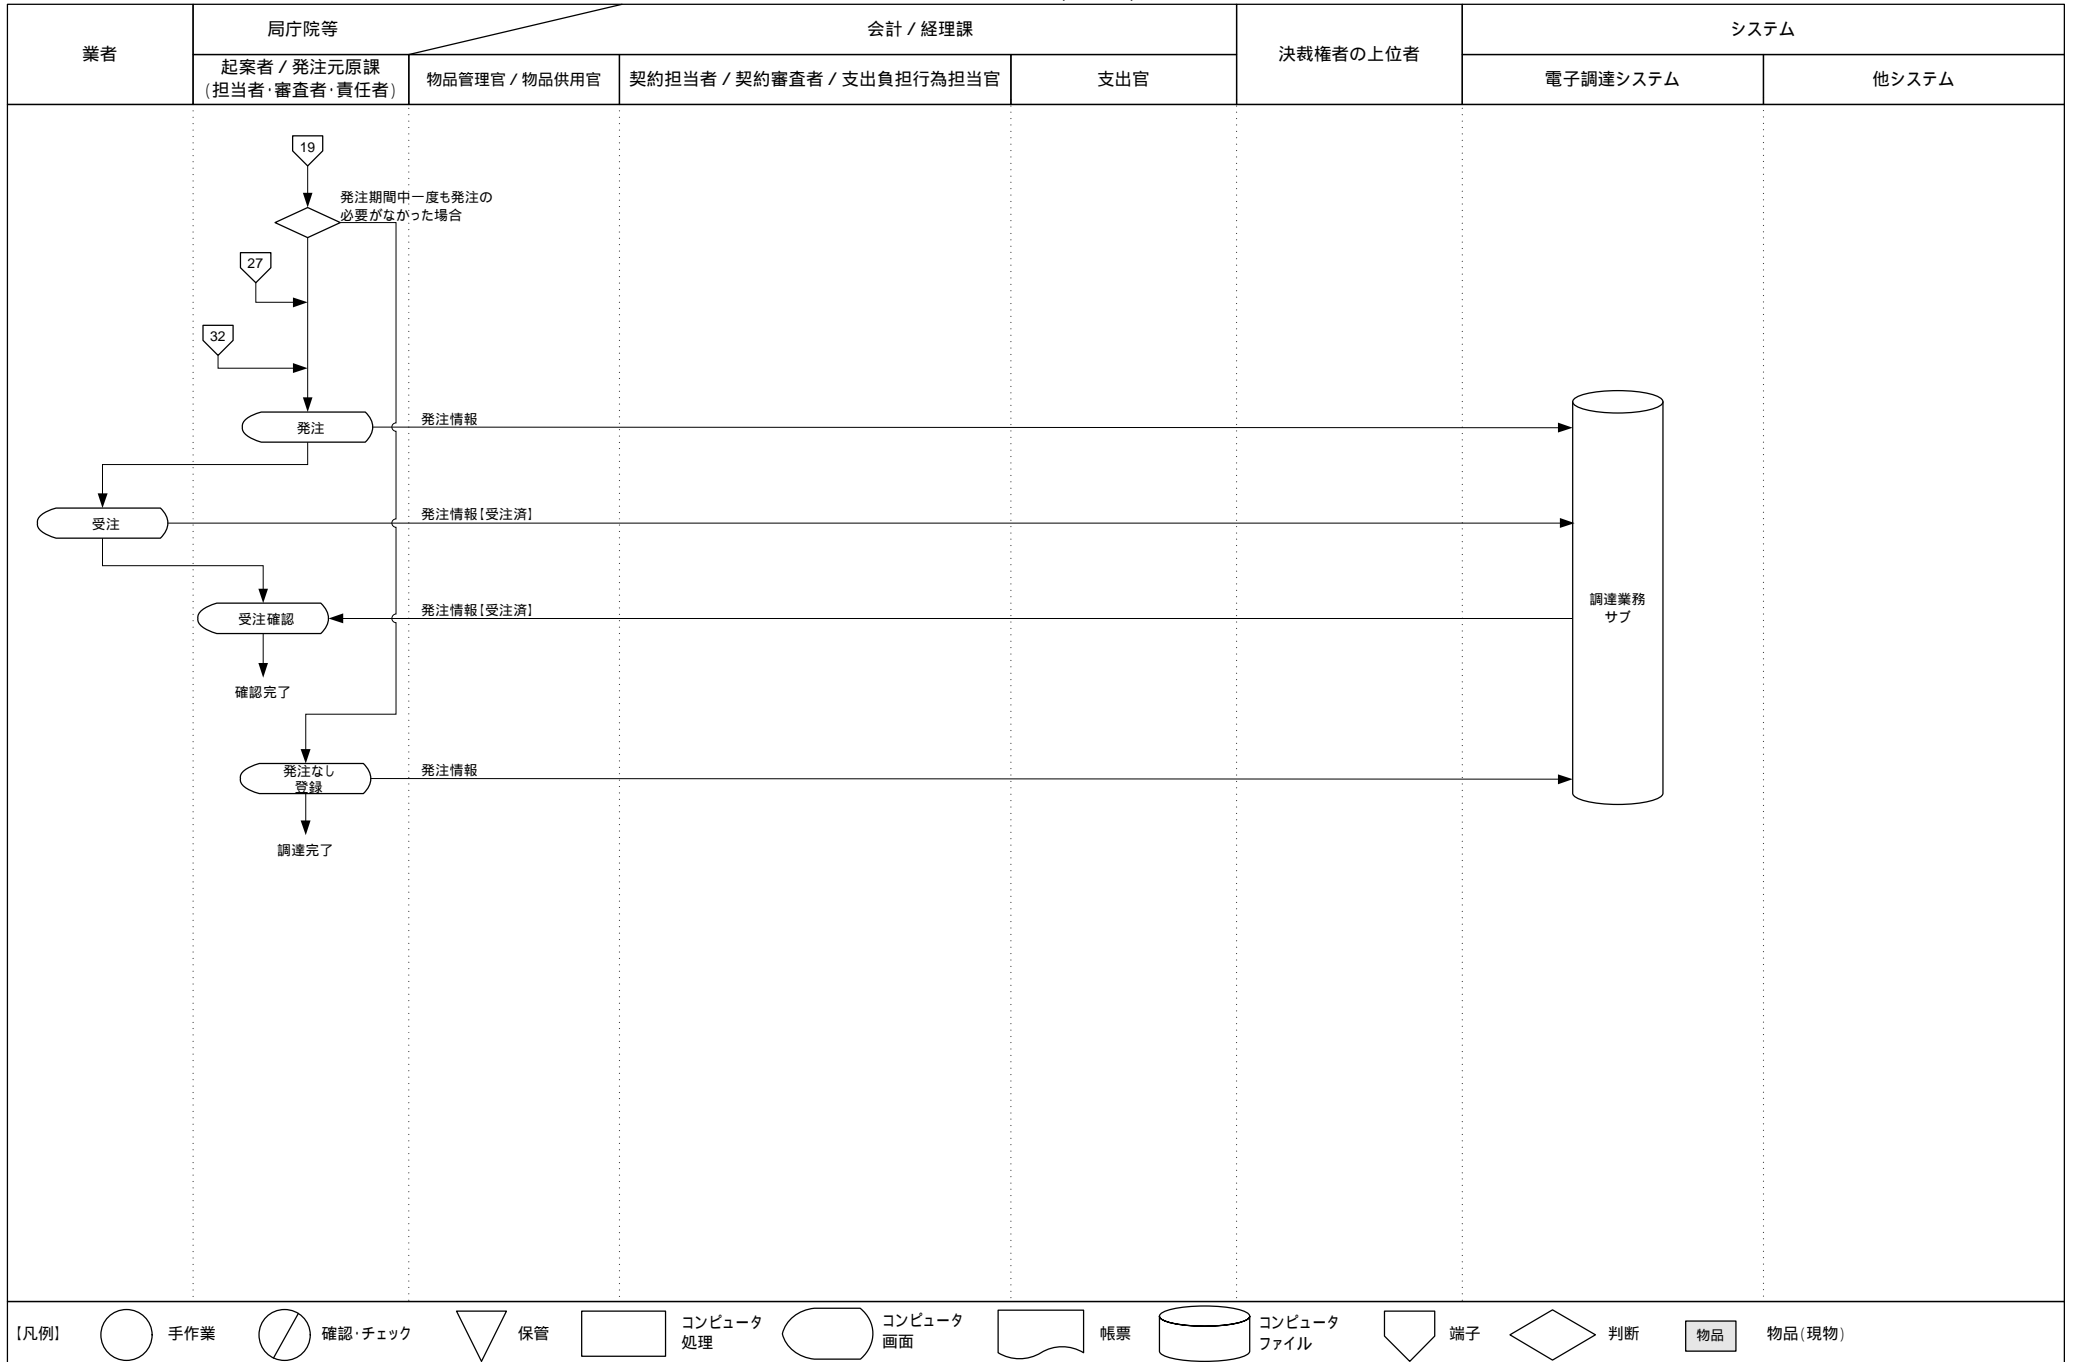 業者
局庁院等
会計 / 経理課
決裁権者の上位者
システム
起案者 / 発注元原課
(担当者・審査者・責任者)
物品管理官 / 物品供用官
契約担当者 / 契約審査者 / 支出負担行為担当官
支出官
電子調達システム
他システム
19
発注期間中一度も発注の
必要がなかった場合
27
32
発注
発注情報
受注
発注情報【受注済】
受注確認
発注情報【受注済】
調達業務
サブ
確認完了
発注なし
登録
発注情報
調達完了
【凡例】
手作業
確認・チェック
保管
コンピュータ
処理
コンピュータ
画面
帳票
コンピュータ
ファイル
端子
判断
物品
物品(現物)